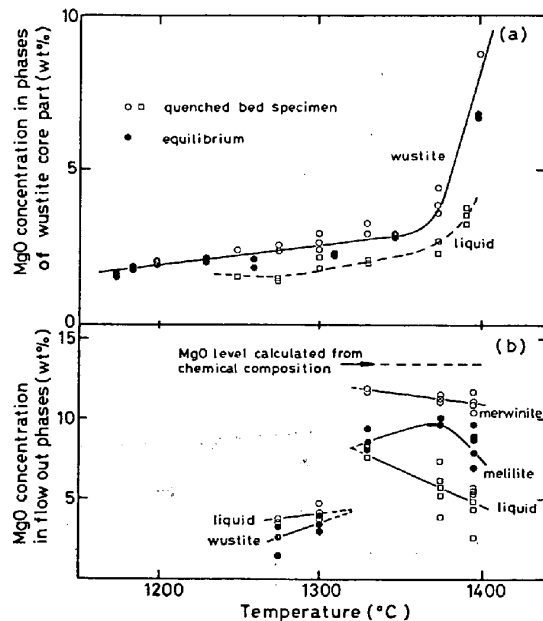 MgO concentration in phases
of wustite core part (wt%)
10
5
0
(a)
○ □ quenched bed specimen
● equilibrium
wustite
liquid
MgO concentration
in flow out phases (wt%)
15
10
5
(b)
MgO level calculated from
chemical composition
merwinite
melilite
liquid
liquid
wustite
1200
1300
1400
Temperature (°C)